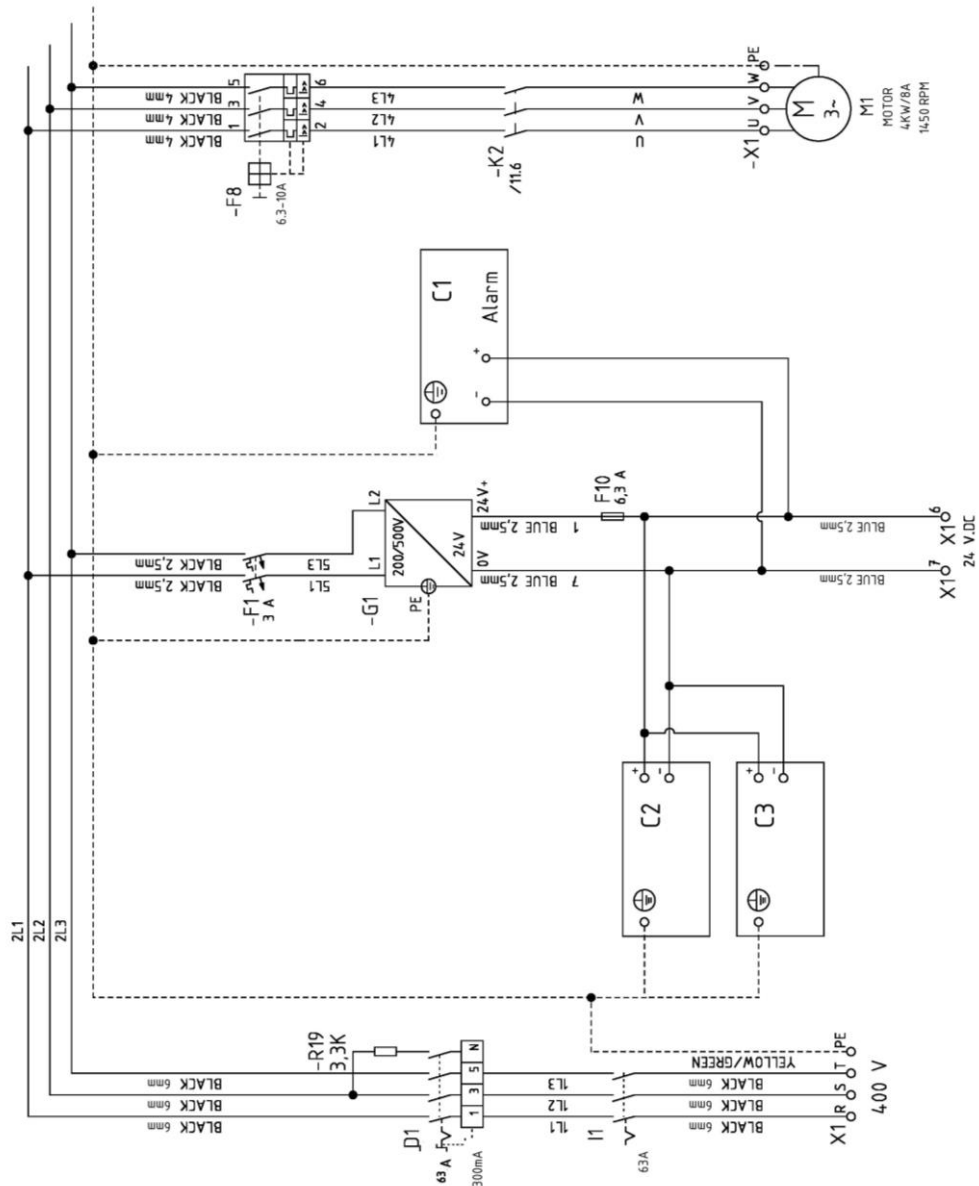 2L1
2L2
2L3
BLACK 6mm
BLACK 6mm
BLACK 6mm
-R19
3,3K
D1
63 A
300mA
1
3
5
N
1L1
1L2
1L3
I1
63A
BLACK 6mm
BLACK 6mm
BLACK 6mm
YELLOW/GREEN
X1 R S T PE
400 V
C2
+
-
C3
+
-
BLACK 2,5mm
BLACK 2,5mm
-F1
3 A
5L1
5L3
-G1
L1
L2
PE
200/500V
24V
0V
24V+
BLUE 2,5mm
BLUE 2,5mm
7
1
F10
6,3 A
BLUE 2,5mm
BLUE 2,5mm
X1 7
X1 6
24 V.DC
C1
Alarm
-
+
BLACK 4mm
BLACK 4mm
BLACK 4mm
-F8
6.3-10A
1
3
5
2
4
6
4L1
4L2
4L3
-K2
/11.6
U
V
W
-X1 U V W PE
M
3~
M1
MOTOR
4KW/8A
1450 RPM